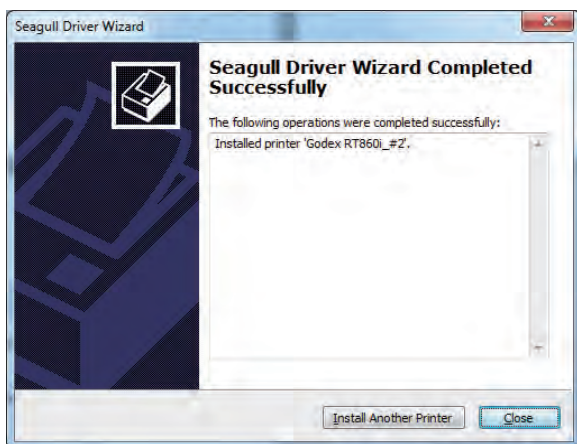 Seagull Driver Wizard
Seagull Driver Wizard Completed
Successfully
The following operations were completed successfully:
Installed printer 'Godex RT860i_#2'.
Install Another Printer
Close